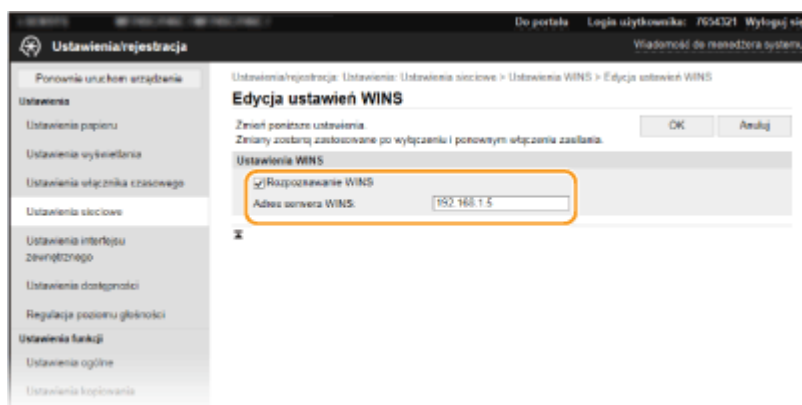 Do portalu Login użytkownika: 7654321 Wyloguj się
Ustawienia/rejestracja
Wiadomość do menedżera systemu
Ponownie uruchom urządzenie
Ustawienia
Ustawienia papieru
Ustawienia wyświetlania
Ustawienia włącznika czasowego
Ustawienia sieciowe
Ustawienia interfejsu
zewnętrznego
Ustawienia dostępności
Regulacja poziomu głośności
Ustawienia funkcji
Ustawienia ogólne
Ustawienia kopiowania
Ustawienia/rejestracja: Ustawienia: Ustawienia sieciowe > Ustawienia WINS > Edycja ustawień WINS
Edycja ustawień WINS
Zmień poniższe ustawienia.
Zmiany zostaną zastosowane po wyłączeniu i ponownym włączeniu zasilania.
OK Anuluj
Ustawienia WINS
Rozpoznawanie WINS
Adres serwera WINS: 192.168.1.5